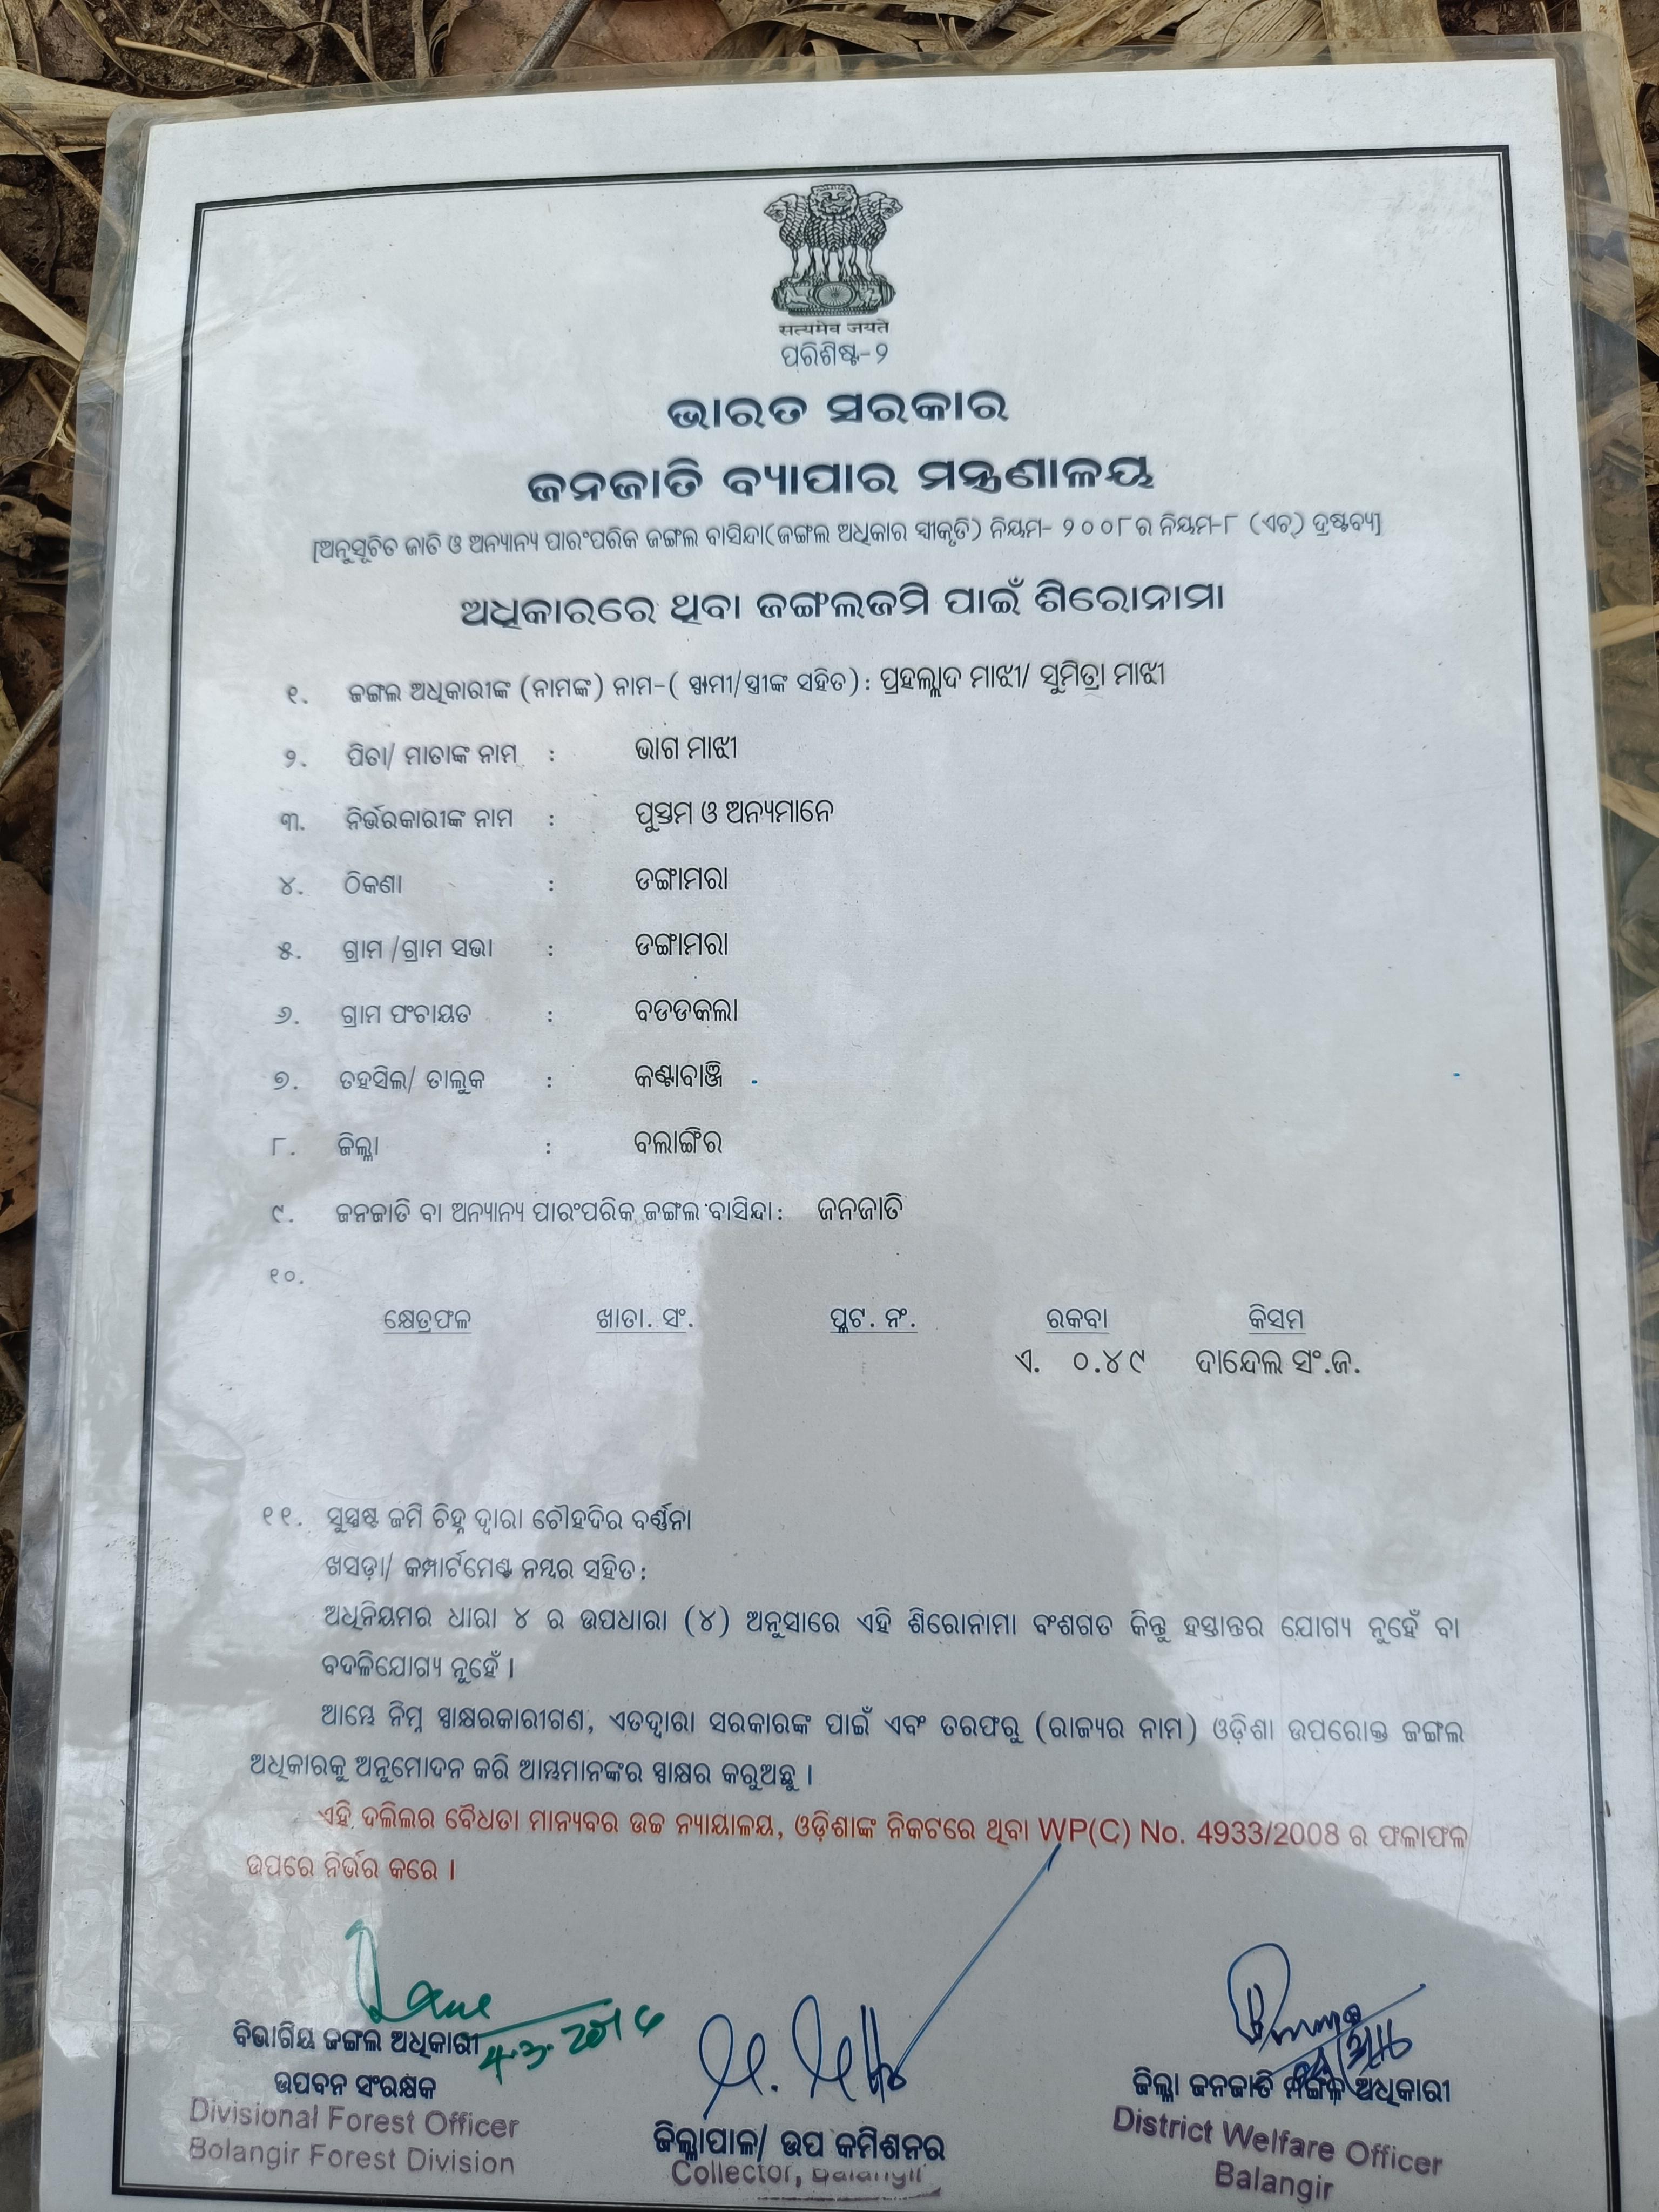 सत्यमेव जयते
ପରିଶିଷ୍ଟ-୨
ଭାରତ ସରକାର
ଜନଜାତି ବ୍ୟାପାର ମନ୍ତ୍ରଣାଳୟ
[ଅନୁସୂଚିତ ଜାତି ଓ ଅନ୍ୟାନ୍ୟ ପାରଂପରିକ ଜଙ୍ଗଲ ବାସିନ୍ଦା(ଜଙ୍ଗଲ ଅଧିକାର ସ୍ୱୀକୃତି) ନିୟମ- ୨୦୦୮ର ନିୟମ-୮ (ଏଚ୍) ଦ୍ରଷ୍ଟବ୍ୟ]
ଅଧିକାରରେ ଥିବା ଜଙ୍ଗଲଜମି ପାଇଁ ଶିରୋନାମା
୧. ଜଙ୍ଗଲ ଅଧିକାରୀଙ୍କ (ନାମଙ୍କ) ନାମ-( ସ୍ୱାମୀ/ସ୍ତ୍ରୀଙ୍କ ସହିତ): ପ୍ରହଲ୍ଲାଦ ମାଝୀ/ ସୁମିତ୍ରା ମାଝୀ
୨. ପିତା/ ମାତାଙ୍କ ନାମ : ଭାଗ ମାଝୀ
୩. ନିର୍ଭରକାରୀଙ୍କ ନାମ : ପୁସ୍ତମ ଓ ଅନ୍ୟମାନେ
୪. ଠିକଣା : ଡଙ୍ଗାମରା
୫. ଗ୍ରାମ /ଗ୍ରାମ ସଭା : ଡଙ୍ଗାମରା
୬. ଗ୍ରାମ ପଂଚାୟତ : ବଡଡକଲା
୭. ତହସିଲ/ ତାଲୁକ : କଣ୍ଟାବାଞ୍ଜି
୮. ଜିଲ୍ଲା : ବଲାଙ୍ଗିର
୯. ଜନଜାତି ବା ଅନ୍ୟାନ୍ୟ ପାରଂପରିକ ଜଙ୍ଗଲ ବାସିନ୍ଦା: ଜନଜାତି
୧୦.
କ୍ଷେତ୍ରଫଳ ଖାତା. ସଂ. ପ୍ଲଟ. ନଂ. ରକବା କିସମ
ଏ. ୦.୪୯ ଦାନ୍ଦେଲ ସଂ.ଜ.
୧୧. ସୁସ୍ପଷ୍ଟ ଜମି ଚିହ୍ନ ଦ୍ୱାରା ଚୌହଦିର ବର୍ଣ୍ଣନା
ଖସଡ଼ା/ କମ୍ପାର୍ଟମେଣ୍ଟ ନମ୍ବର ସହିତ:
ଅଧିନିୟମର ଧାରା ୪ ର ଉପଧାରା (୪) ଅନୁସାରେ ଏହି ଶିରୋନାମା ବଂଶଗତ କିନ୍ତୁ ହସ୍ତାନ୍ତର ଯୋଗ୍ୟ ନୁହେଁ ବା
ବଦଳିଯୋଗ୍ୟ ନୁହେଁ ।
ଆମ୍ଭେ ନିମ୍ନ ସ୍ୱାକ୍ଷରକାରୀଗଣ, ଏତଦ୍ୱାରା ସରକାରଙ୍କ ପାଇଁ ଏବଂ ତରଫରୁ (ରାଜ୍ୟର ନାମ) ଓଡ଼ିଶା ଉପରୋକ୍ତ ଜଙ୍ଗଲ
ଅଧିକାରକୁ ଅନୁମୋଦନ କରି ଆମ୍ଭମାନଙ୍କର ସ୍ୱାକ୍ଷର କରୁଅଛୁ ।
ଏହି ଦଲିଲର ବୈଧତା ମାନ୍ୟବର ଉଚ୍ଚ ନ୍ୟାୟାଳୟ, ଓଡ଼ିଶାଙ୍କ ନିକଟରେ ଥିବା WP(C) No. 4933/2008 ର ଫଳାଫଳ
ଉପରେ ନିର୍ଭର କରେ ।
ବିଭାଗିୟ ଜଙ୍ଗଲ ଅଧିକାରୀ
ଉପବନ ସଂରକ୍ଷକ
Divisional Forest Officer
Bolangir Forest Division
ଜିଲ୍ଲାପାଳ/ ଉପ କମିଶନର
Collector, Balangir
ଜିଲ୍ଲା ଜନଜାତି ମଙ୍ଗଳ ଅଧିକାରୀ
District Welfare Officer
Balangir